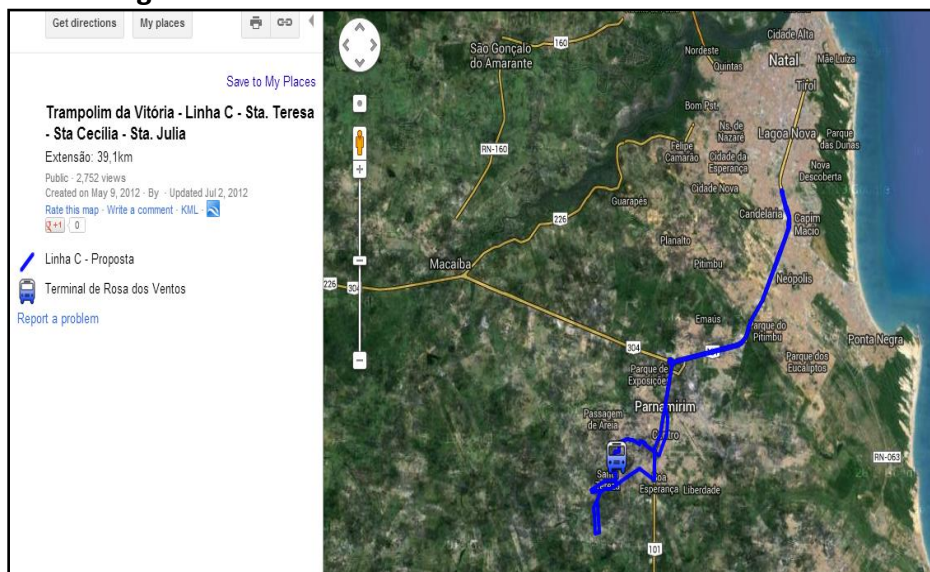 Get directions
My places
Save to My Places
Trampolim da Vitória - Linha C - Sta. Teresa
- Sta Cecília - Sta. Julia
Extensão: 39,1km
Public · 2,752 views
Created on May 9, 2012 · By · Updated Jul 2, 2012
Rate this map · Write a comment · KML ·
+1 0
Linha C - Proposta
Terminal de Rosa dos Ventos
Report a problem
160
São Gonçalo
do Amarante
RN-160
226
Macaíba
226
304
304
Cidade Alta
Nordeste
Quintas
Natal
Mãe Luiza
Tirol
Bom Pst.
Ns. de
Nazaré
Lagoa Nova
Parque
das Dunas
Felipe
Camarão
Cidade da
Esperança
Nova
Descoberta
Cidade Nova
Guarapés
Candelária
Capim
Macio
Planalto
Pitimbu
Neópolis
Emaús
Parque do
Pitimbu
Ponta Negra
Parque dos
Eucaliptos
Parque de
Exposições
Parnamirim
Passagem
de Areia
Centro
RN-063
Santa
Tereza
Boa
Esperança
Liberdade
101